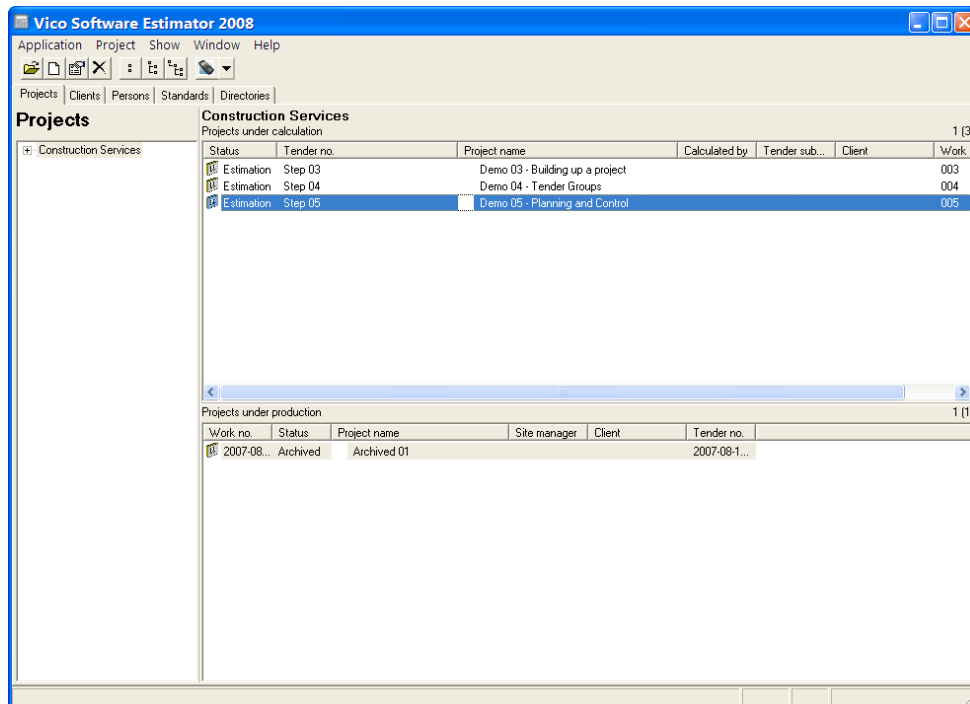 Vico Software Estimator 2008
Application Project Show Window Help
Projects Clients Persons Standards Directories
Projects
Construction Services
Construction Services
Projects under calculation 1 (3
Status Tender no. Project name Calculated by Tender sub... Client Work
Estimation Step 03 Demo 03 - Building up a project 003
Estimation Step 04 Demo 04 - Tender Groups 004
Estimation Step 05 Demo 05 - Planning and Control 005
Projects under production 1 (1
Work no. Status Project name Site manager Client Tender no.
2007-08... Archived Archived 01 2007-08-1...